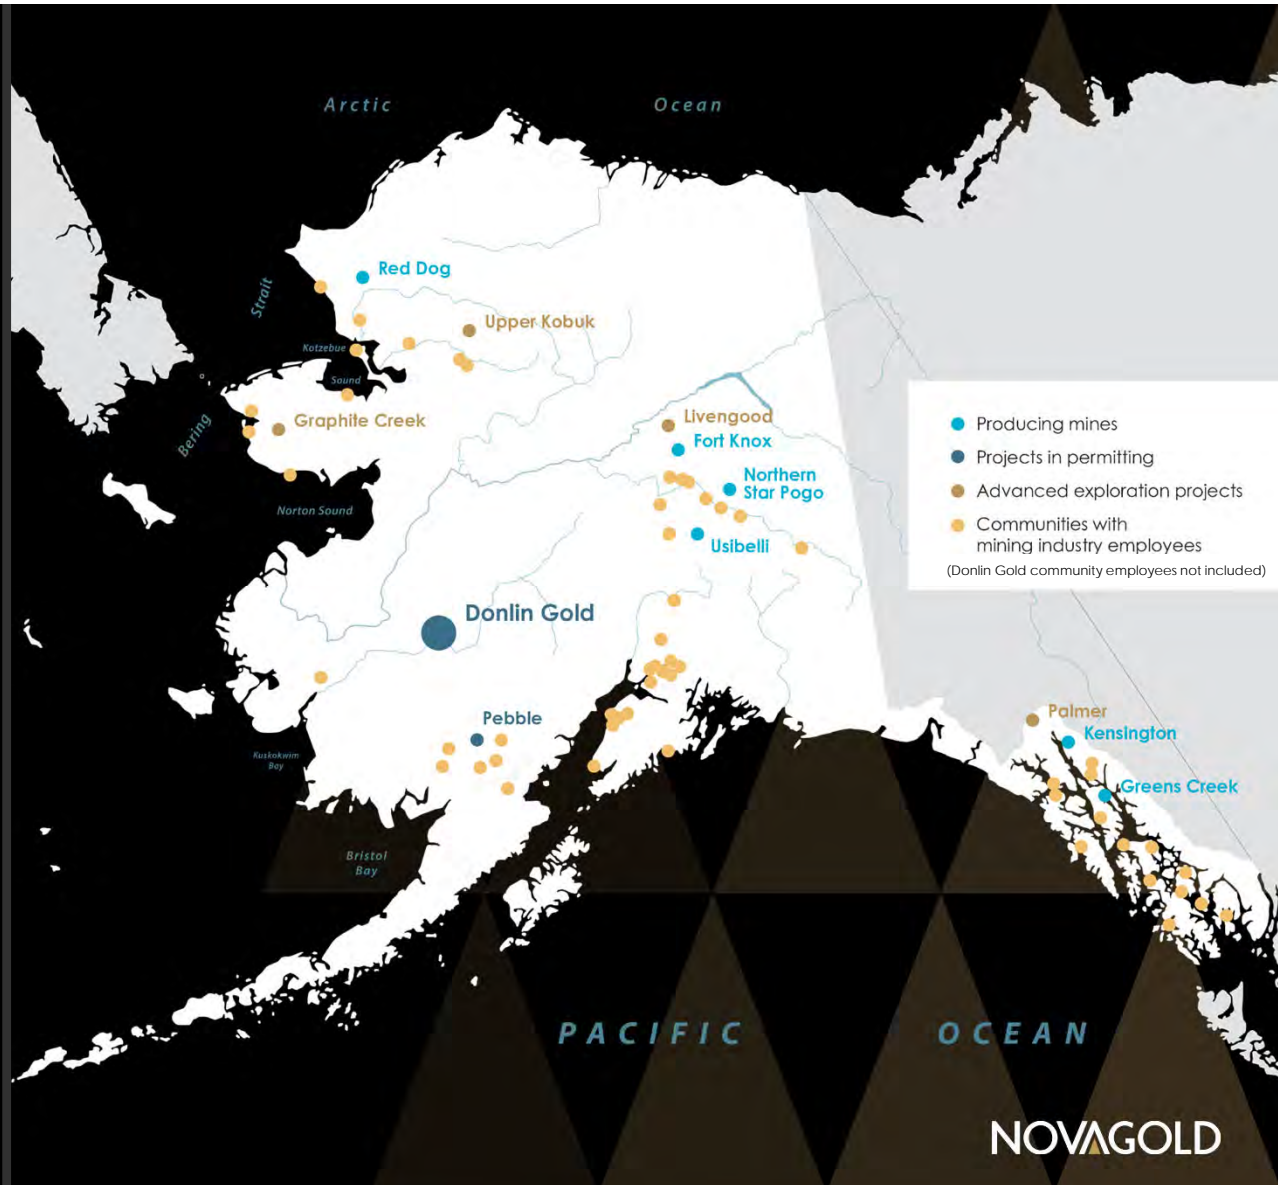 Arctic Ocean
Red Dog
Strait
Upper Kobuk
Kotzebue
Sound
Bering
Graphite Creek
Livengood
Fort Knox
Northern
Star Pogo
Norton Sound
Usibelli
Producing mines
Projects in permitting
Advanced exploration projects
Communities with
mining industry employees
(Donlin Gold community employees not included)
Donlin Gold
Pebble
Palmer
Kensington
Kuskokwim
Bay
Greens Creek
Bristol
Bay
PACIFIC OCEAN
NOVAGOLD